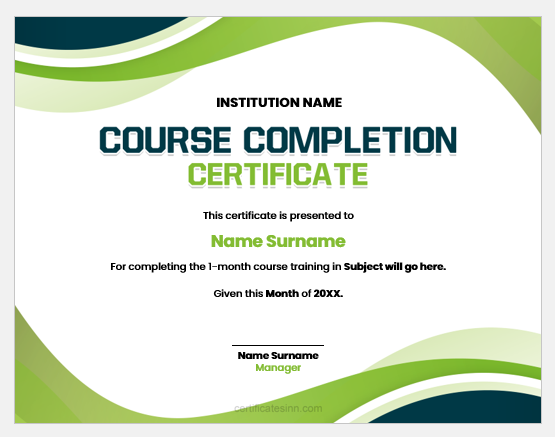 INSTITUTION NAME
COURSE COMPLETION
CERTIFICATE
This certificate is presented to
Name Surname
For completing the 1-month course training in Subject will go here.
Given this Month of 20XX.
Name Surname
Manager
certificatesinn.com